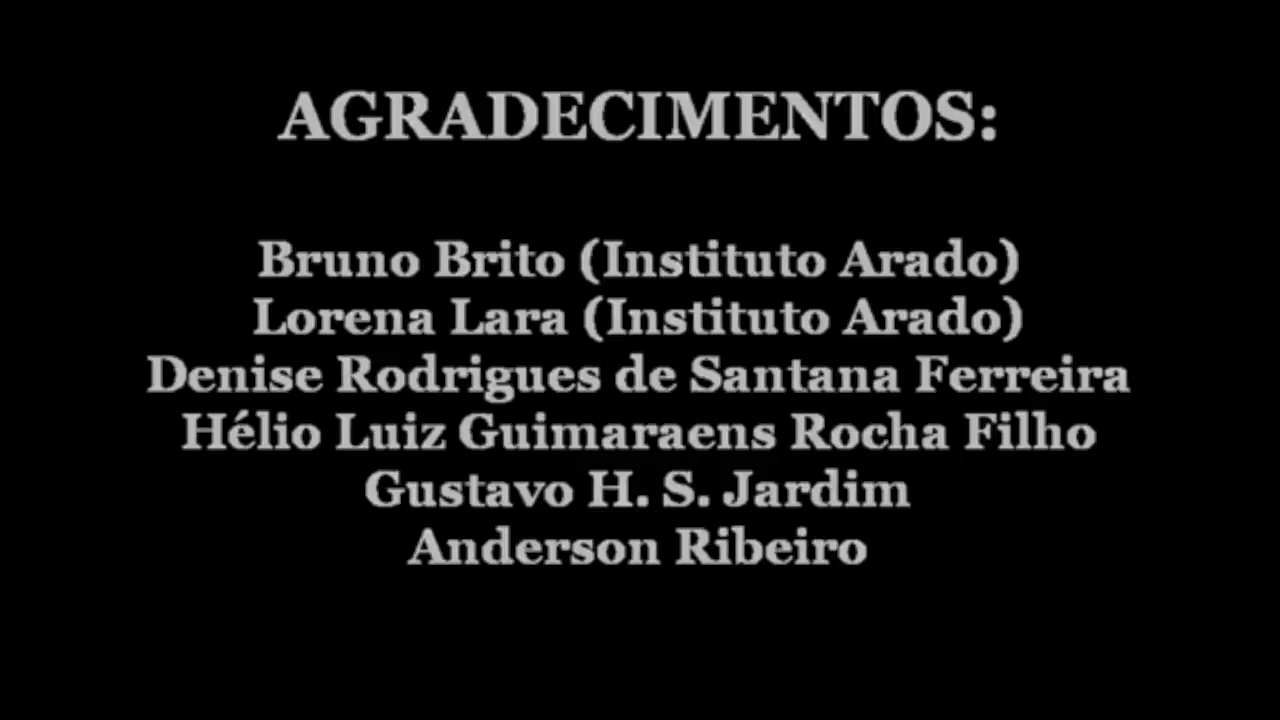 AGRADECIMENTOS:
Bruno Brito (Instituto Arado)
Lorena Lara (Instituto Arado)
Denise Rodrigues de Santana Ferreira
Hélio Luiz Guimaraens Rocha Filho
Gustavo H. S. Jardim
Anderson Ribeiro